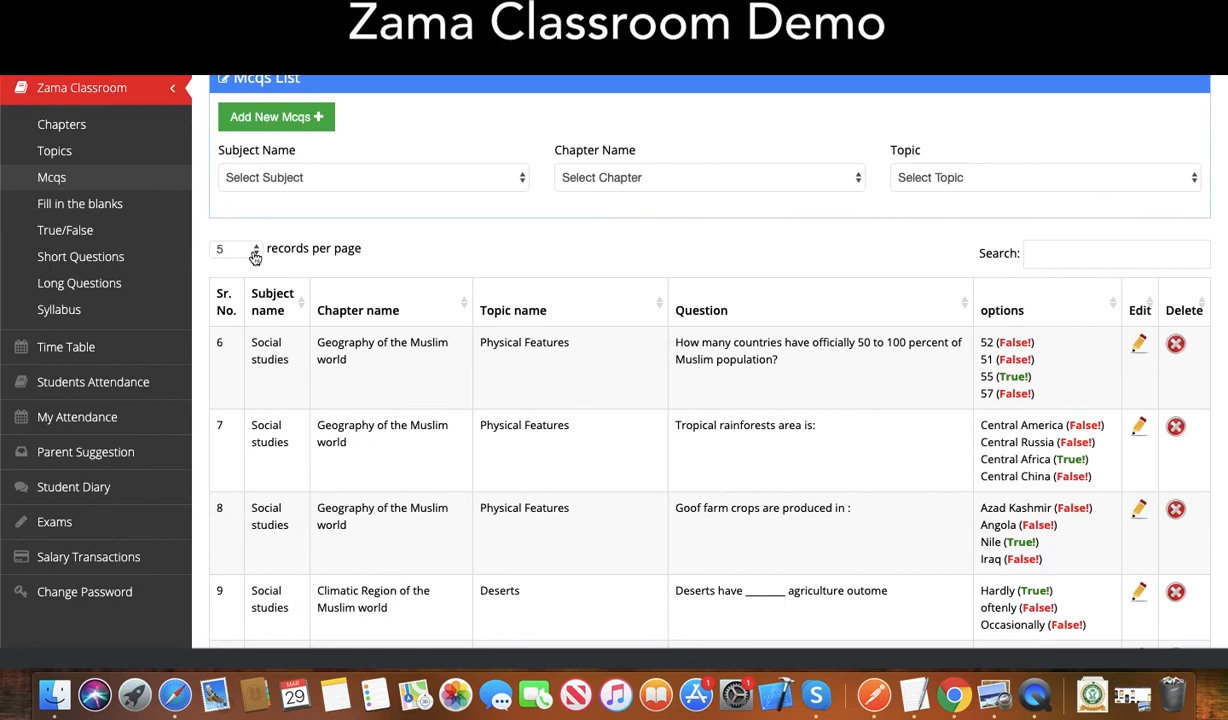 Zama Classroom Demo
Zama Classroom
Chapters
Topics
Mcqs
Fill in the blanks
True/False
Short Questions
Long Questions
Syllabus
Time Table
Students Attendance
My Attendance
Parent Suggestion
Student Diary
Exams
Salary Transactions
Change Password
Mcqs List
Add New Mcqs
Subject Name Chapter Name Topic
Select Subject Select Chapter Select Topic
5 records per page Search:
Sr. No. Subject name Chapter name Topic name Question options Edit Delete
6 Social studies Geography of the Muslim world Physical Features How many countries have officially 50 to 100 percent of Muslim population?
52 (False!)
51 (False!)
55 (True!)
57 (False!)
7 Social studies Geography of the Muslim world Physical Features Tropical rainforests area is:
Central America (False!)
Central Russia (False!)
Central Africa (True!)
Central China (False!)
8 Social studies Geography of the Muslim world Physical Features Goof farm crops are produced in :
Azad Kashmir (False!)
Angola (False!)
Nile (True!)
Iraq (False!)
9 Social studies Climatic Region of the Muslim world Deserts Deserts have _______ agriculture outome
Hardly (True!)
oftenly (False!)
Occasionally (False!)
MAR
29
1
1